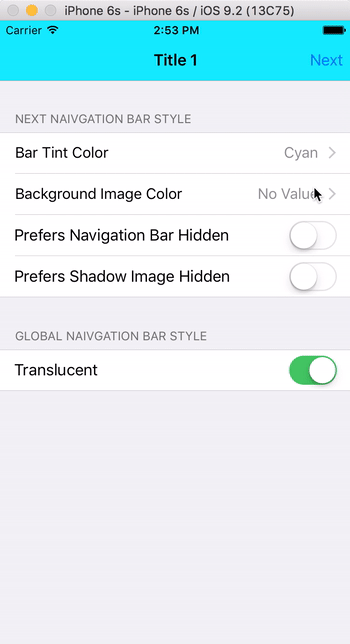 iPhone 6s - iPhone 6s / iOS 9.2 (13C75)
Carrier 2:53 PM
Title 1 Next
NEXT NAIVGATION BAR STYLE
Bar Tint Color Cyan
Background Image Color No Value
Prefers Navigation Bar Hidden
Prefers Shadow Image Hidden
GLOBAL NAIVGATION BAR STYLE
Translucent